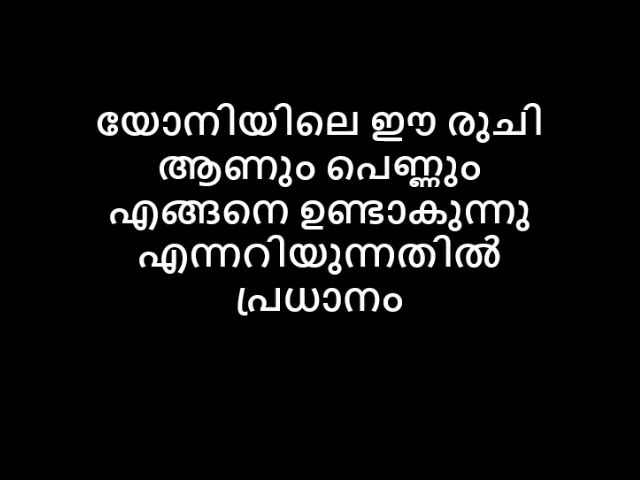 യോനിയിലെ ഈ രുചി
ആണും പെണ്ണും
എങ്ങനെ ഉണ്ടാകുന്നു
എന്നറിയുന്നതിൽ
പ്രധാനം